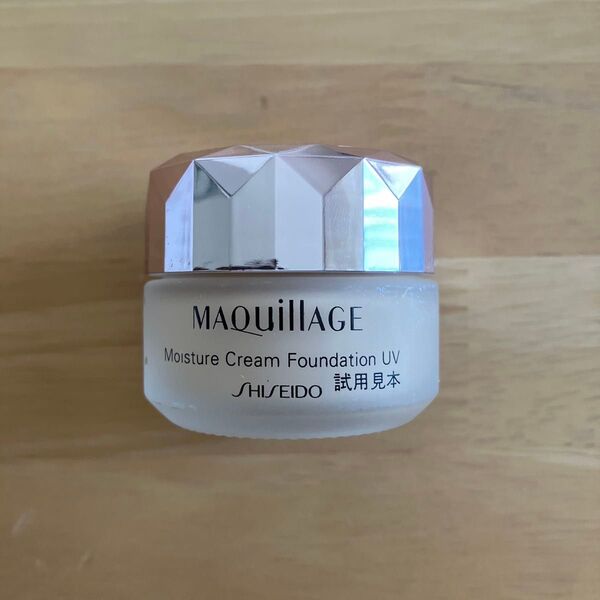 MAQuillAGE
Moisture Cream Foundation UV
SHISEIDO 試用見本